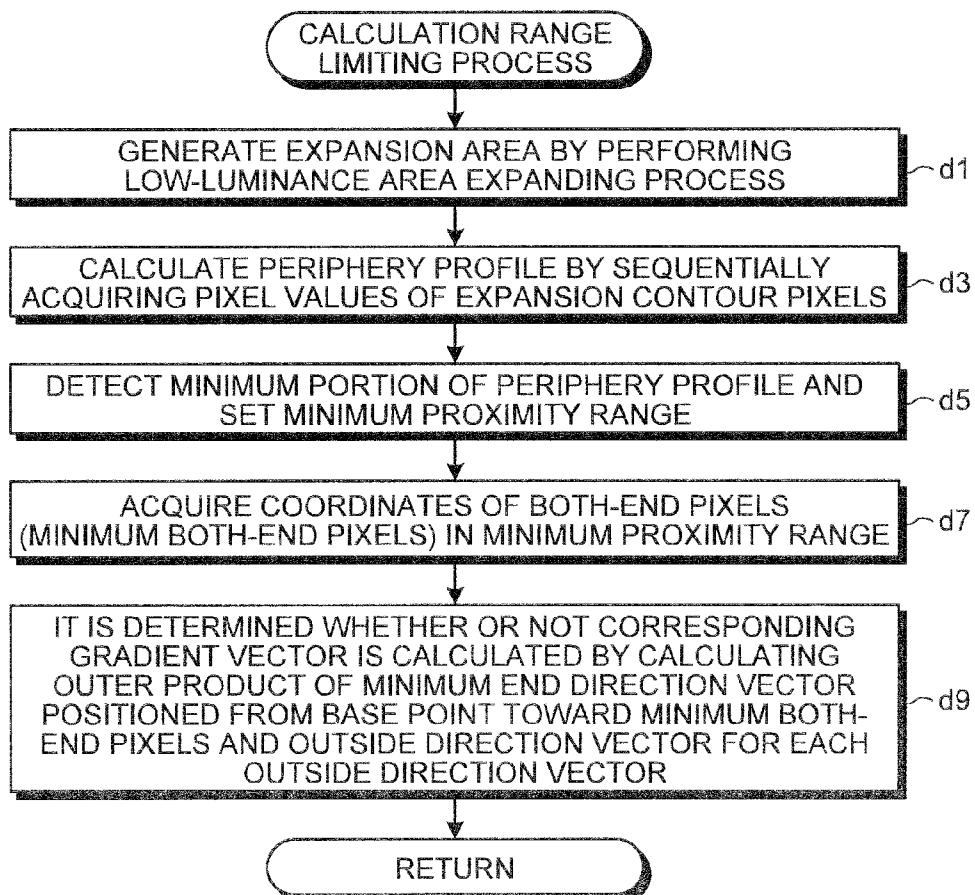 CALCULATION RANGE
LIMITING PROCESS
GENERATE EXPANSION AREA BY PERFORMING
LOW-LUMINANCE AREA EXPANDING PROCESS
d1
CALCULATE PERIPHERY PROFILE BY SEQUENTIALLY
ACQUIRING PIXEL VALUES OF EXPANSION CONTOUR PIXELS
d3
DETECT MINIMUM PORTION OF PERIPHERY PROFILE AND
SET MINIMUM PROXIMITY RANGE
d5
ACQUIRE COORDINATES OF BOTH-END PIXELS
(MINIMUM BOTH-END PIXELS) IN MINIMUM PROXIMITY RANGE
d7
IT IS DETERMINED WHETHER OR NOT CORRESPONDING
GRADIENT VECTOR IS CALCULATED BY CALCULATING
OUTER PRODUCT OF MINIMUM END DIRECTION VECTOR
POSITIONED FROM BASE POINT TOWARD MINIMUM BOTH-
END PIXELS AND OUTSIDE DIRECTION VECTOR FOR EACH
OUTSIDE DIRECTION VECTOR
d9
RETURN